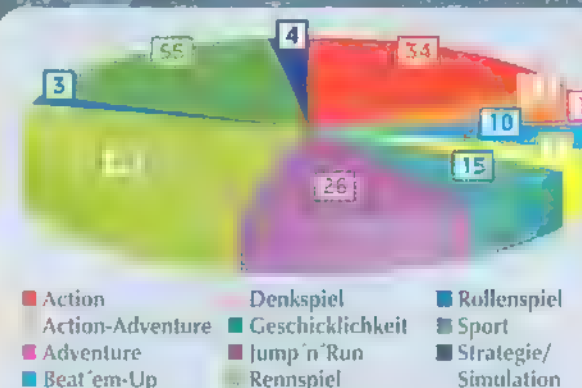 4
55
34
3
10
15
26
Action
Denkspiel
Rollenspiel
Action-Adventure
Geschicklichkeit
Sport
Adventure
Jump´n´Run
Strategie/
Beat´em-Up
Rennspiel
Simulation